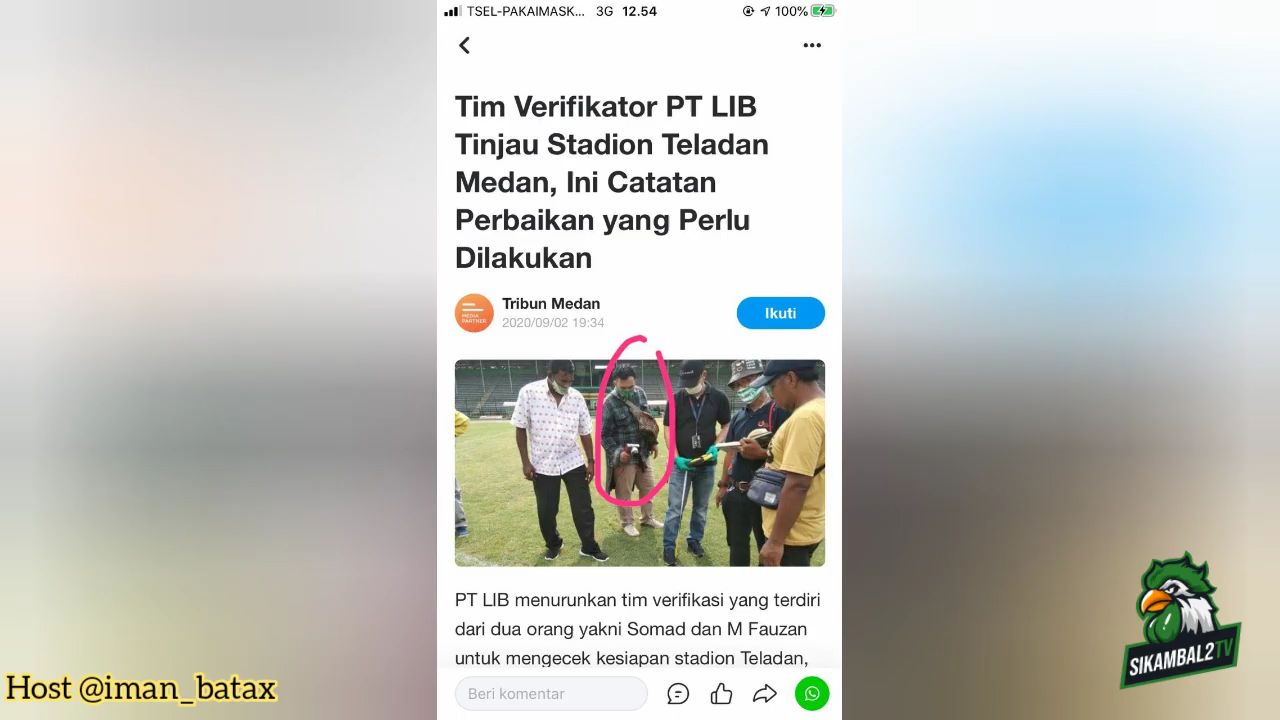 TSEL-PAKAIMASK... 3G 12.54 100%
Tim Verifikator PT LIB
Tinjau Stadion Teladan
Medan, Ini Catatan
Perbaikan yang Perlu
Dilakukan
MEDIA
PARTNER
Tribun Medan
2020/09/02 19:34
Ikuti
PT LIB menurunkan tim verifikasi yang terdiri
dari dua orang yakni Somad dan M Fauzan
untuk mengecek kesiapan stadion Teladan,
Beri komentar
Host @iman_batax
SIKAMBAL2TV